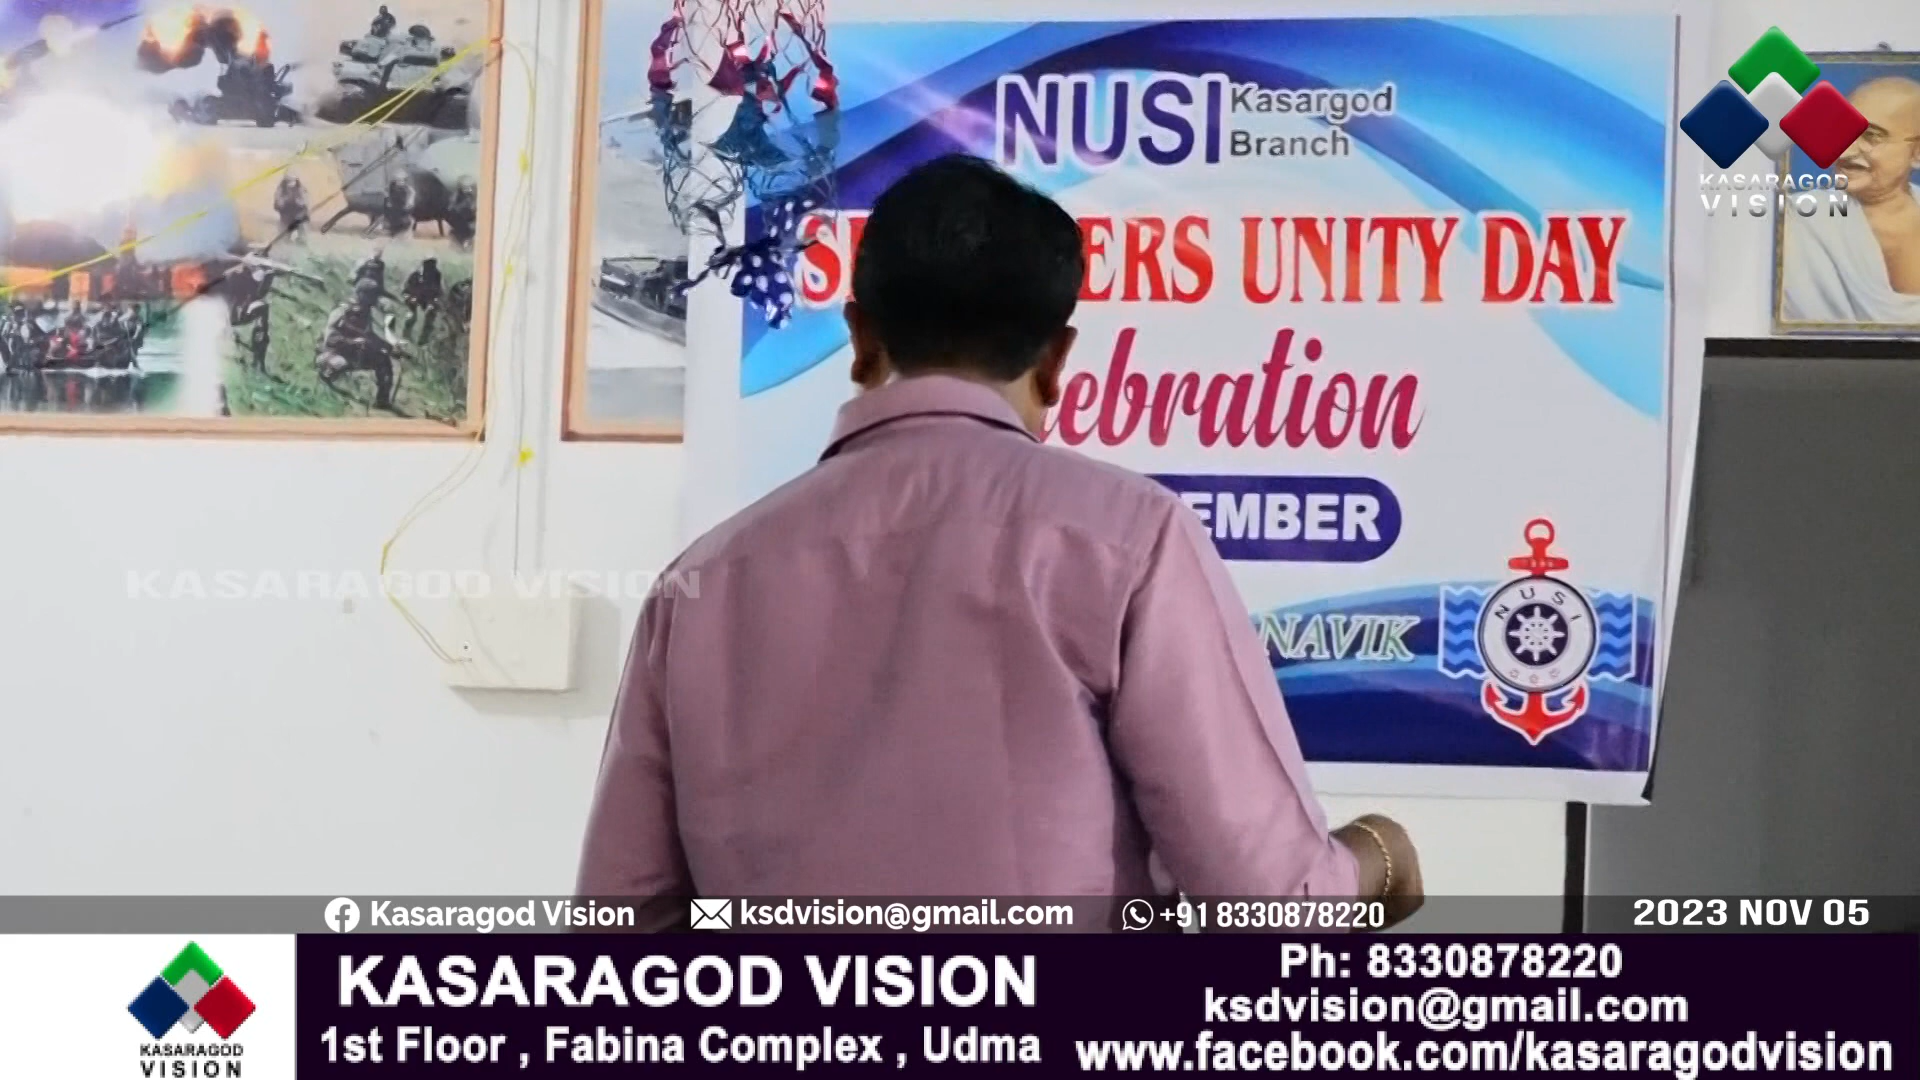 NUSI Kasargod
Branch
ERS UNITY DAY
ebration
EMBER
NAVIK
NUSI
KASARAGOD
VISION
KASARAGOD VISION
Kasaragod Vision ksdvision@gmail.com +91 8330878220 2023 NOV 05
KASARAGOD
VISION
KASARAGOD VISION
1st Floor , Fabina Complex , Udma
Ph: 8330878220
ksdvision@gmail.com
www.facebook.com/kasaragodvision